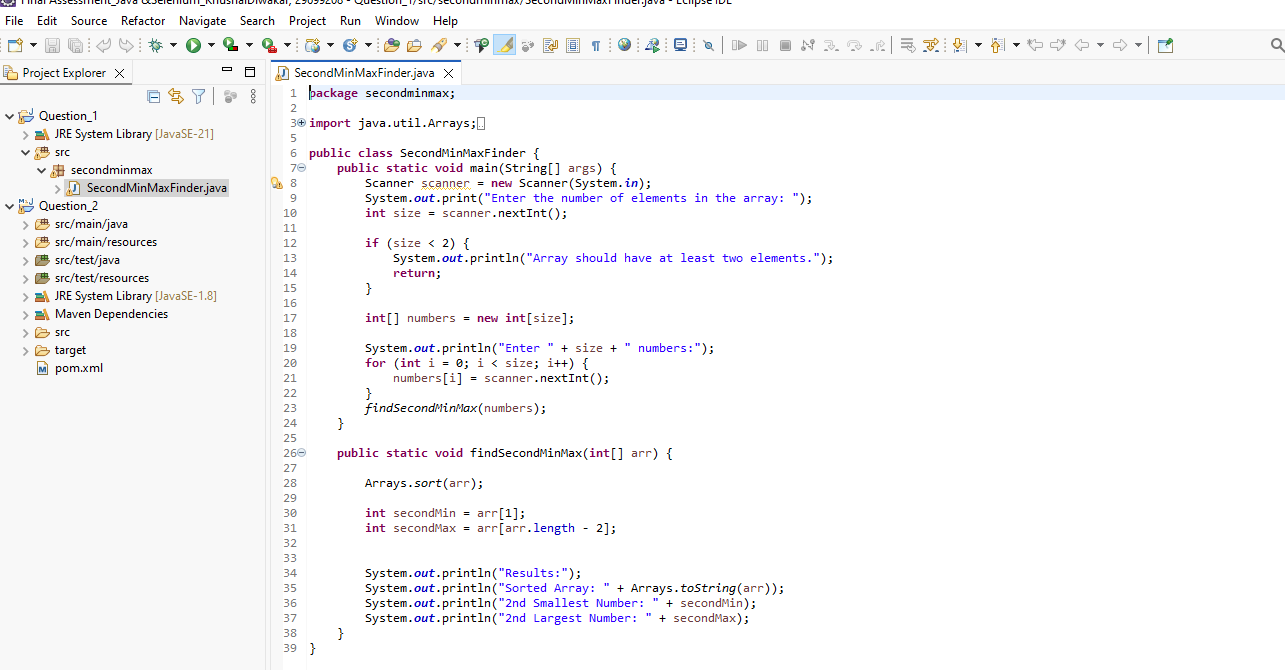 Final Assessment_Java &Selenium_KhushalDiwakar, 29899208 - Question_1/src/secondminmax/SecondMinMaxFinder.java - Eclipse IDE
File Edit Source Refactor Navigate Search Project Run Window Help
Project Explorer
SecondMinMaxFinder.java
Question_1
JRE System Library [JavaSE-21]
src
secondminmax
SecondMinMaxFinder.java
Question_2
src/main/java
src/main/resources
src/test/java
src/test/resources
JRE System Library [JavaSE-1.8]
Maven Dependencies
src
target
pom.xml
1 package secondminmax;
2
3 import java.util.Arrays;
5
6 public class SecondMinMaxFinder {
7     public static void main(String[] args) {
8         Scanner scanner = new Scanner(System.in);
9         System.out.print("Enter the number of elements in the array: ");
10         int size = scanner.nextInt();
11
12         if (size < 2) {
13             System.out.println("Array should have at least two elements.");
14             return;
15         }
16
17         int[] numbers = new int[size];
18
19         System.out.println("Enter " + size + " numbers:");
20         for (int i = 0; i < size; i++) {
21             numbers[i] = scanner.nextInt();
22         }
23         findSecondMinMax(numbers);
24     }
25
26     public static void findSecondMinMax(int[] arr) {
27
28         Arrays.sort(arr);
29
30         int secondMin = arr[1];
31         int secondMax = arr[arr.length - 2];
32
33
34         System.out.println("Results:");
35         System.out.println("Sorted Array: " + Arrays.toString(arr));
36         System.out.println("2nd Smallest Number: " + secondMin);
37         System.out.println("2nd Largest Number: " + secondMax);
38     }
39 }